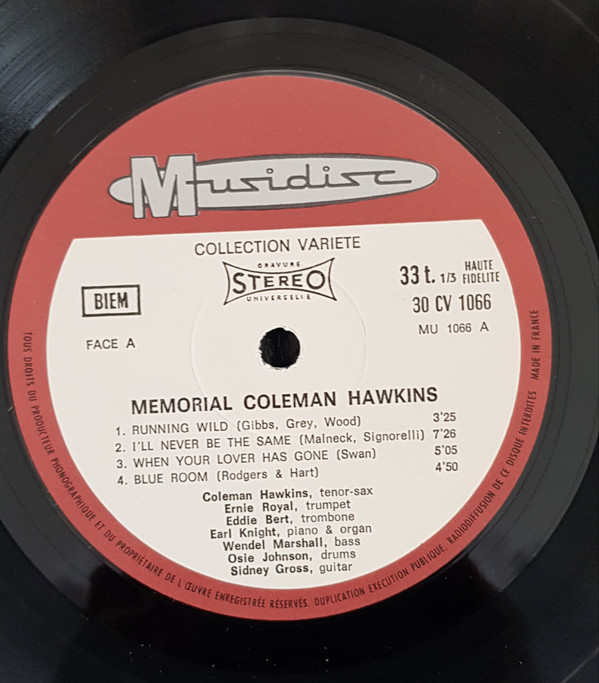 Musidisc
COLLECTION VARIETE
GRAVURE
STEREO
UNIVERSELLE
BIEM
33 t. 1/3 HAUTE FIDELITE
30 CV 1066
FACE A
MU 1066 A
MEMORIAL COLEMAN HAWKINS
1. RUNNING WILD (Gibbs, Grey, Wood) 3'25
2. I'LL NEVER BE THE SAME (Malneck, Signorelli) 7'26
3. WHEN YOUR LOVER HAS GONE (Swan) 5'05
4. BLUE ROOM (Rodgers & Hart) 4'50
Coleman Hawkins, tenor-sax
Ernie Royal, trumpet
Eddie Bert, trombone
Earl Knight, piano & organ
Wendel Marshall, bass
Osie Johnson, drums
Sidney Gross, guitar
TOUS DROITS DU PRODUCTEUR PHONOGRAPHIQUE ET DU PROPRIÉTAIRE DE L'ŒUVRE ENREGISTRÉE RÉSERVÉS. DUPLICATION EXÉCUTION PUBLIQUE, RADIODIFFUSION DE CE DISQUE INTERDITES MADE IN FRANCE